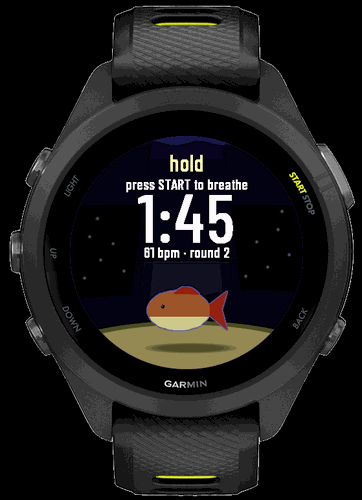 hold
press START to breathe
1:45
61 bpm · round 2
LIGHT
START STOP
UP
DOWN
BACK
GARMIN